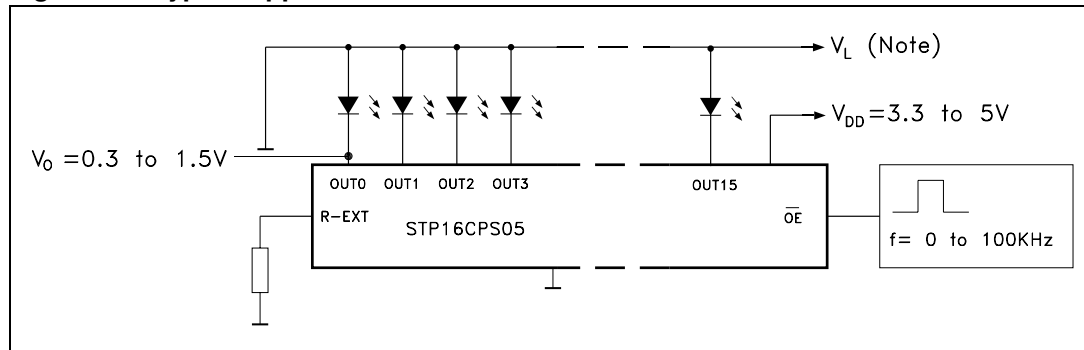 V_L (Note)
V_DD=3.3 to 5V
V_O =0.3 to 1.5V
OUT0 OUT1 OUT2 OUT3 OUT15
R-EXT
STP16CPS05
OE
f= 0 to 100KHz